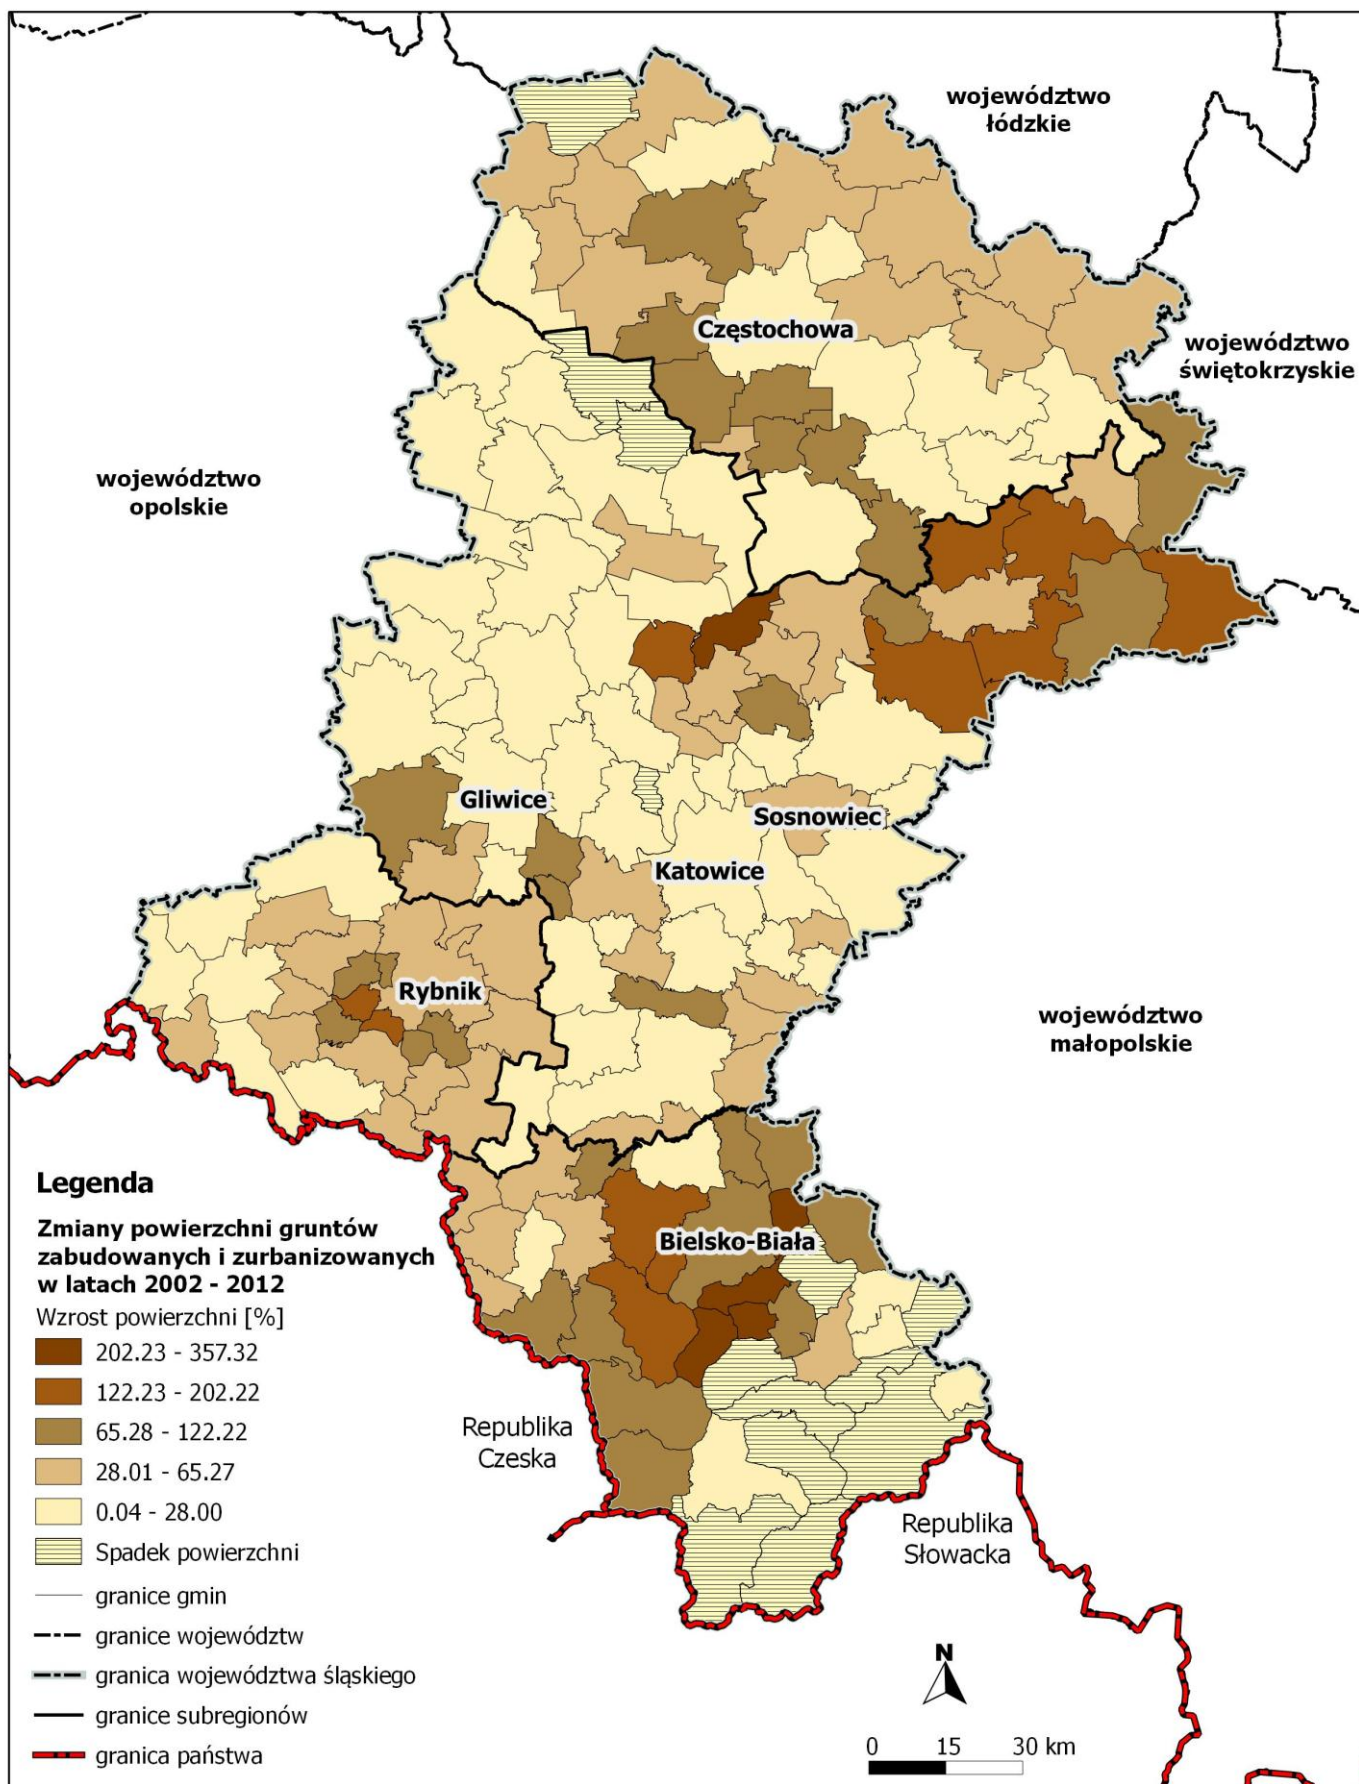 województwo
łódzkie
województwo
świętokrzyskie
Częstochowa
województwo
opolskie
Gliwice
Sosnowiec
Katowice
Rybnik
województwo
małopolskie
Bielsko-Biała
Republika
Czeska
Republika
Słowacka
Legenda
Zmiany powierzchni gruntów
zabudowanych i zurbanizowanych
w latach 2002 - 2012
Wzrost powierzchni [%]
202.23 - 357.32
122.23 - 202.22
65.28 - 122.22
28.01 - 65.27
0.04 - 28.00
Spadek powierzchni
granice gmin
granice województw
granica województwa śląskiego
granice subregionów
granica państwa
N
0 15 30 km